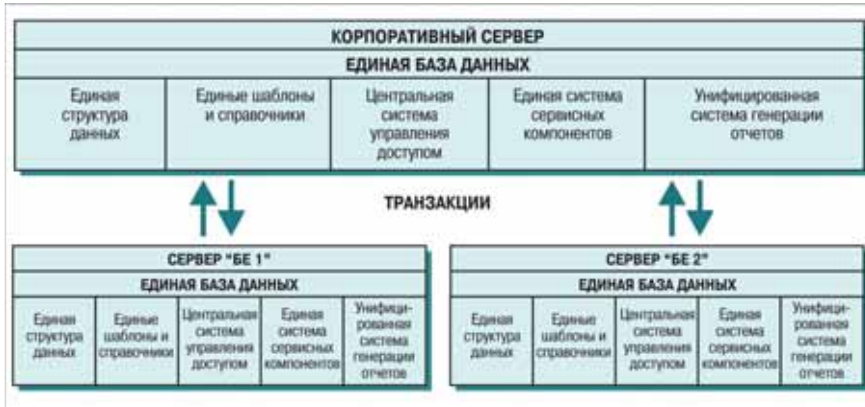 КОРПОРАТИВНЫЙ СЕРВЕР
ЕДИНАЯ БАЗА ДАННЫХ
Единая
структура
данных
Единые шаблоны
и справочники
Центральная
система
управления
доступом
Единая система
сервисных
компонентов
Унифицированная
система генерации
отчетов
ТРАНЗАКЦИИ
СЕРВЕР "БЕ 1"
ЕДИНАЯ БАЗА ДАННЫХ
Единая
структура
данных
Единые
шаблоны и
справочники
Центральная
система
управления
доступом
Единая
система
сервисных
компонентов
Унифици-
рованная
система
генерации
отчетов
СЕРВЕР "БЕ 2"
ЕДИНАЯ БАЗА ДАННЫХ
Единая
структура
данных
Единые
шаблоны и
справочники
Центральная
система
управления
доступом
Единая
система
сервисных
компонентов
Унифици-
рованная
система
генерации
отчетов